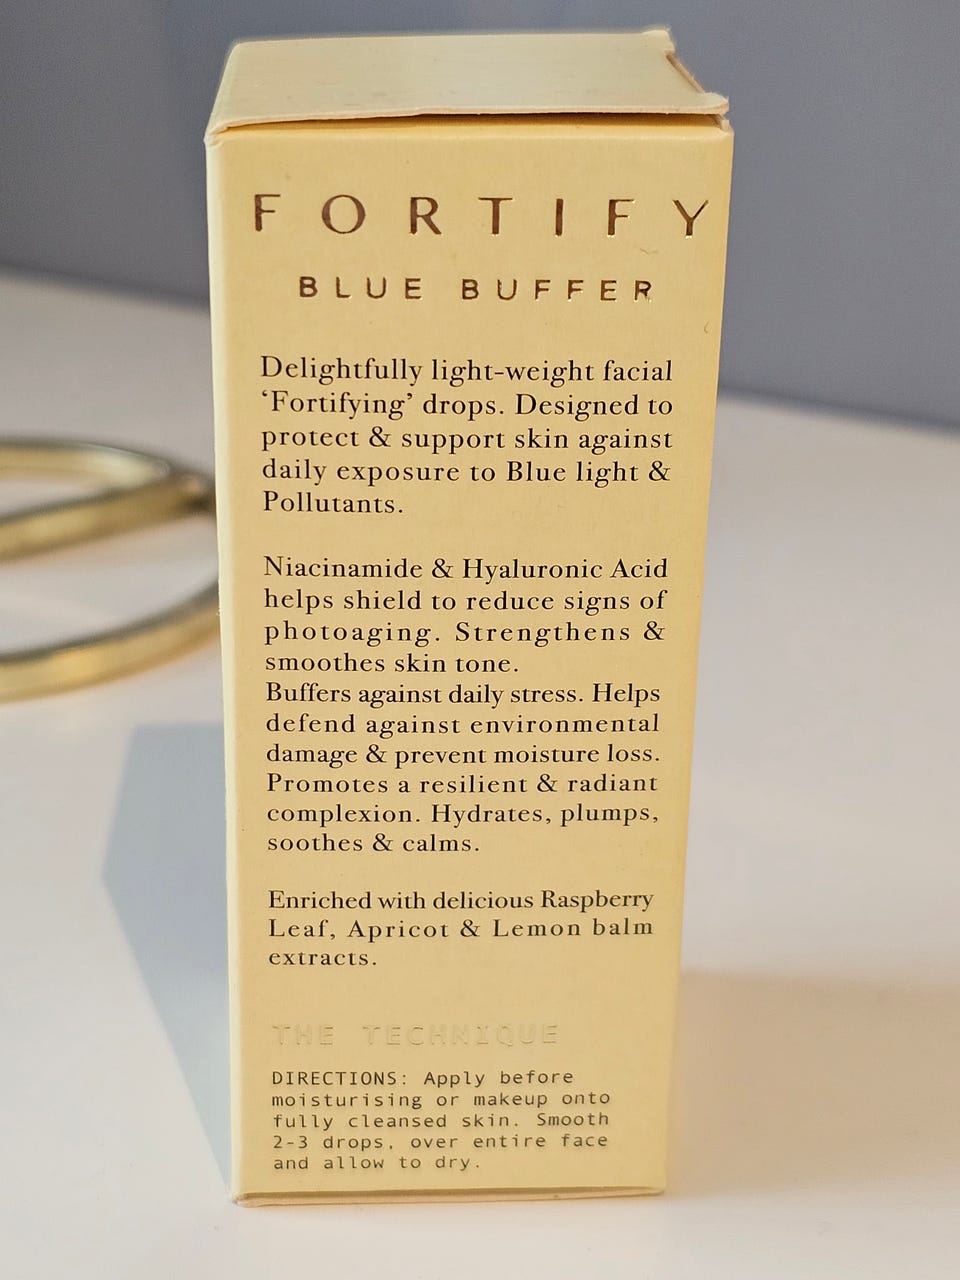 FORTIFY
BLUE BUFFER
Delightfully light-weight facial
‘Fortifying’ drops. Designed to
protect & support skin against
daily exposure to Blue light &
Pollutants.
Niacinamide & Hyaluronic Acid
helps shield to reduce signs of
photoaging. Strengthens &
smoothes skin tone.
Buffers against daily stress. Helps
defend against environmental
damage & prevent moisture loss.
Promotes a resilient & radiant
complexion. Hydrates, plumps,
soothes & calms.
Enriched with delicious Raspberry
Leaf, Apricot & Lemon balm
extracts.
THE TECHNIQUE
DIRECTIONS: Apply before
moisturising or makeup onto
fully cleansed skin. Smooth
2-3 drops, over entire face
and allow to dry.